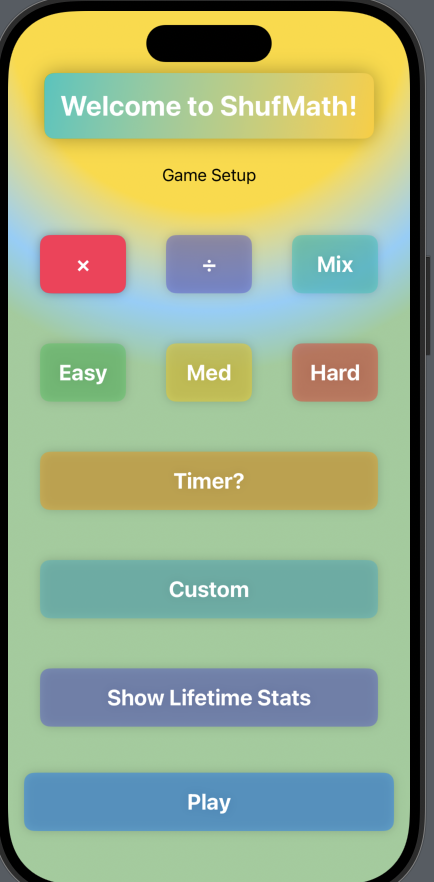 Welcome to ShufMath!
Game Setup
× ÷ Mix
Easy Med Hard
Timer?
Custom
Show Lifetime Stats
Play